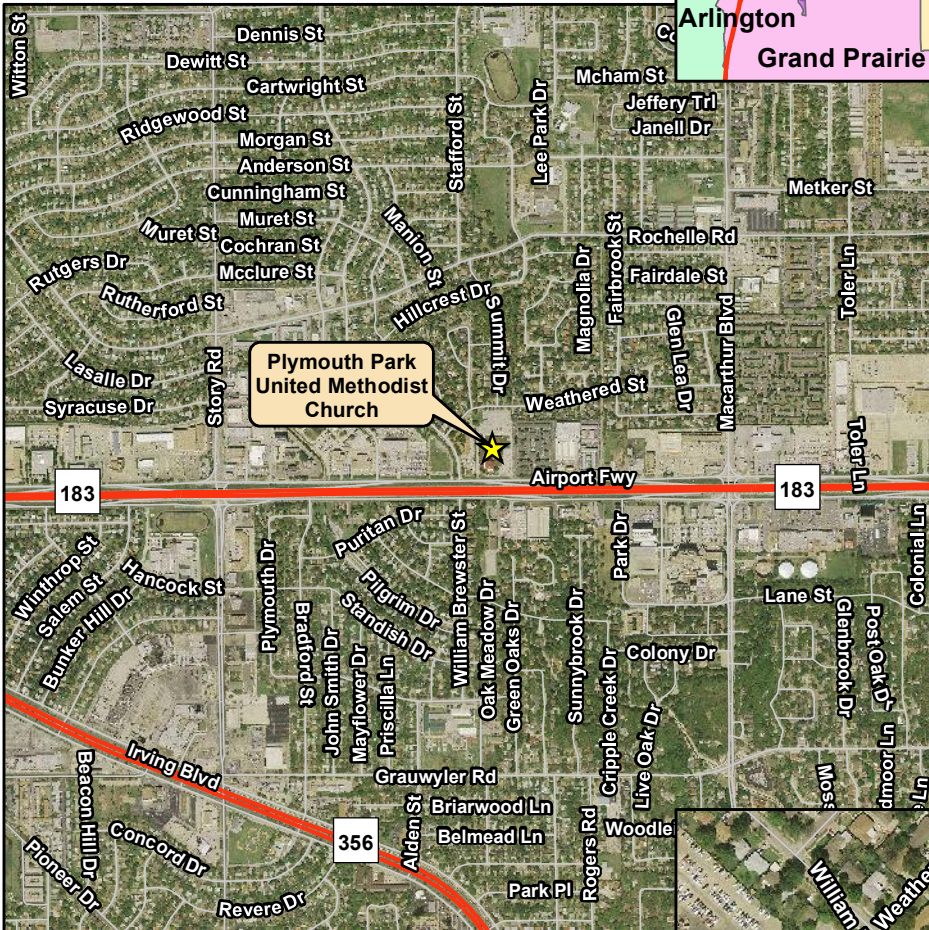 Arlington
Grand Prairie
Witton St
Dennis St
Dewitt St
Cartwright St
Mcham St
Ridgewood St
Stafford St
Lee Park Dr
Jeffery Trl
Morgan St
Janell Dr
Anderson St
Cunningham St
Metker St
Muret St
Muret St
Manion St
Cochran St
Rochelle Rd
Rutgers Dr
Mcclure St
Magnolia Dr
Fairbrook St
Fairdale St
Toler Ln
Rutherford St
Hillcrest Dr
Summit Dr
Glen Lea Dr
Macarthur Blvd
Lasalle Dr
Story Rd
Plymouth Park
United Methodist
Church
Weathered St
Syracuse Dr
Toler Ln
Airport Fwy
183
183
Puritan Dr
William Brewster St
Park Dr
Colonial Ln
Winthrop St
Salem St
Hancock St
Plymouth Dr
Pilgrim Dr
Lane St
Bunker Hill Dr
Bradford St
Standish Dr
Oak Meadow Dr
Green Oaks Dr
Sunnybrook Dr
Glenbrook Dr
Post Oak Dr
John Smith Dr
Mayflower Dr
Priscilla Ln
Cripple Creek Dr
Colony Dr
Live Oak Dr
Irving Blvd
Grauwyler Rd
Beacon Hill Dr
Alden St
Briarwood Ln
356
Belmead Ln
Rogers Rd
Concord Dr
Pioneer Dr
Park Pl
Revere Dr
William